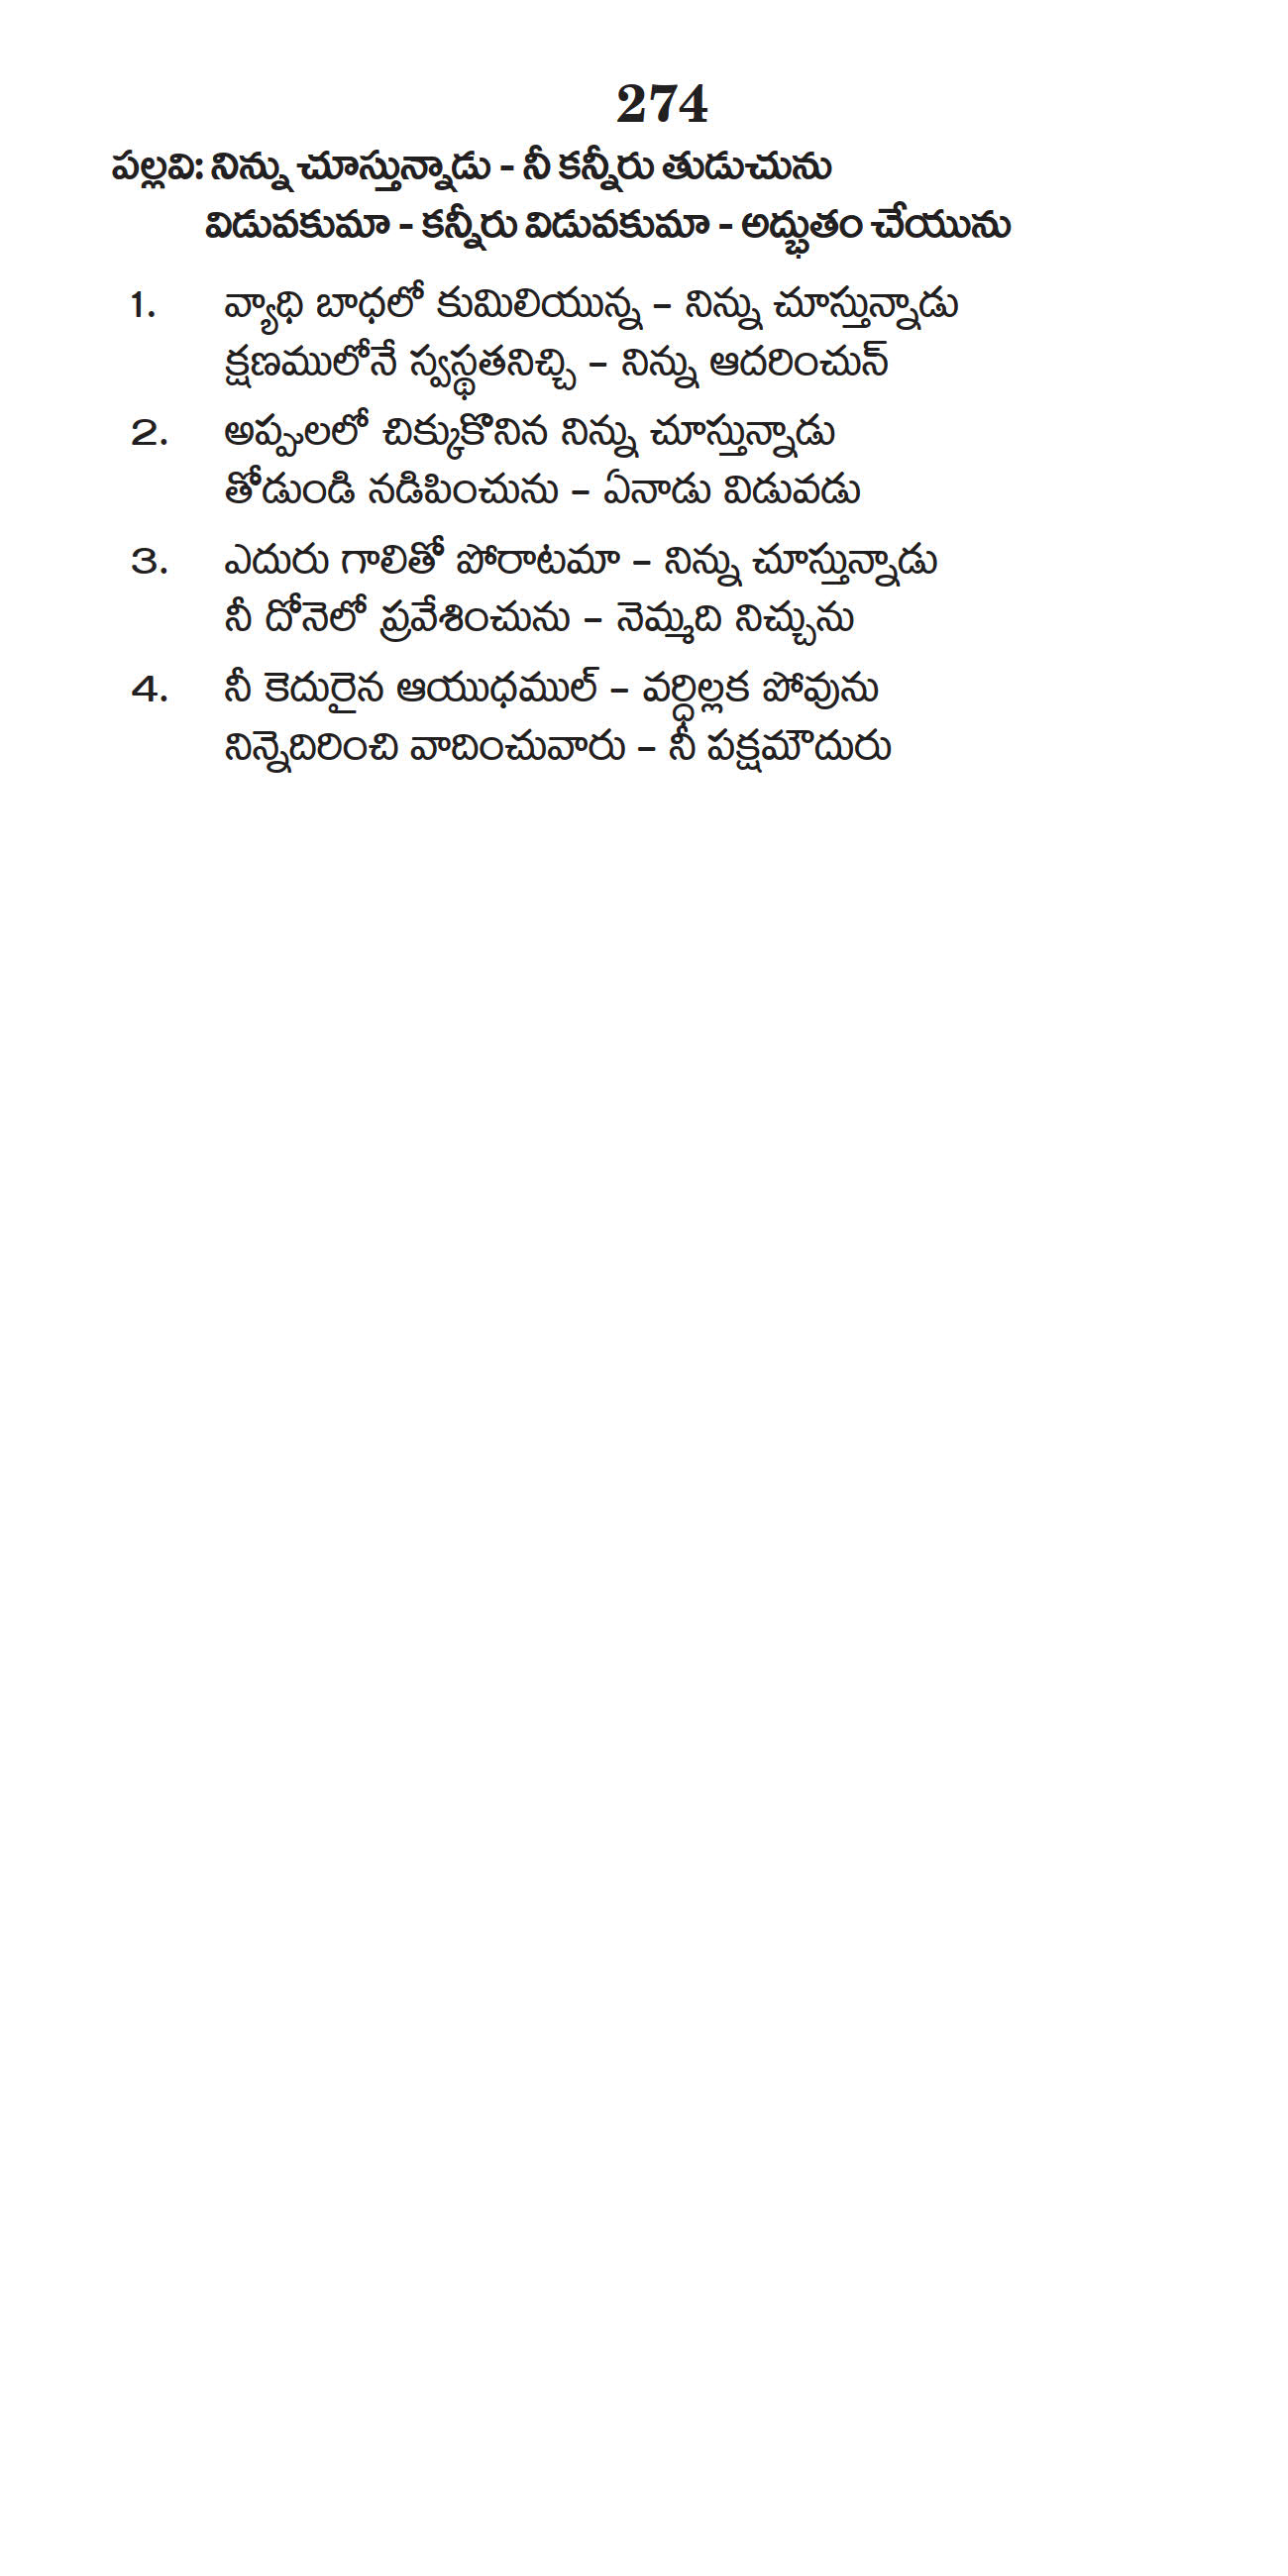 274
పల్లవి: నిన్ను చూస్తున్నాడు - నీ కన్నీరు తుడుచును
విడువకుమా - కన్నీరు విడువకుమా - అద్భుతం చేయును
1. వ్యాధి బాధలో కుమిలియున్న – నిన్ను చూస్తున్నాడు
క్షణములోనే స్వస్థతనిచ్చి – నిన్ను ఆదరించున్
2. అప్పులలో చిక్కుకొనిన నిన్ను చూస్తున్నాడు
తోడుండి నడిపించును – ఏనాడు విడువడు
3. ఎదురు గాలితో పోరాటమా – నిన్ను చూస్తున్నాడు
నీ దోనెలో ప్రవేశించును – నెమ్మది నిచ్చును
4. నీ కెదురైన ఆయుధముల్ – వర్ధిల్లక పోవును
నిన్నెదిరించి వాదించువారు – నీ పక్షమౌదురు